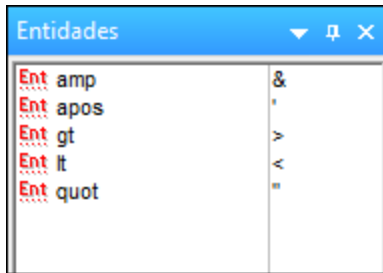 Entidades
Ent amp &
Ent apos '
Ent gt >
Ent lt <
Ent quot "